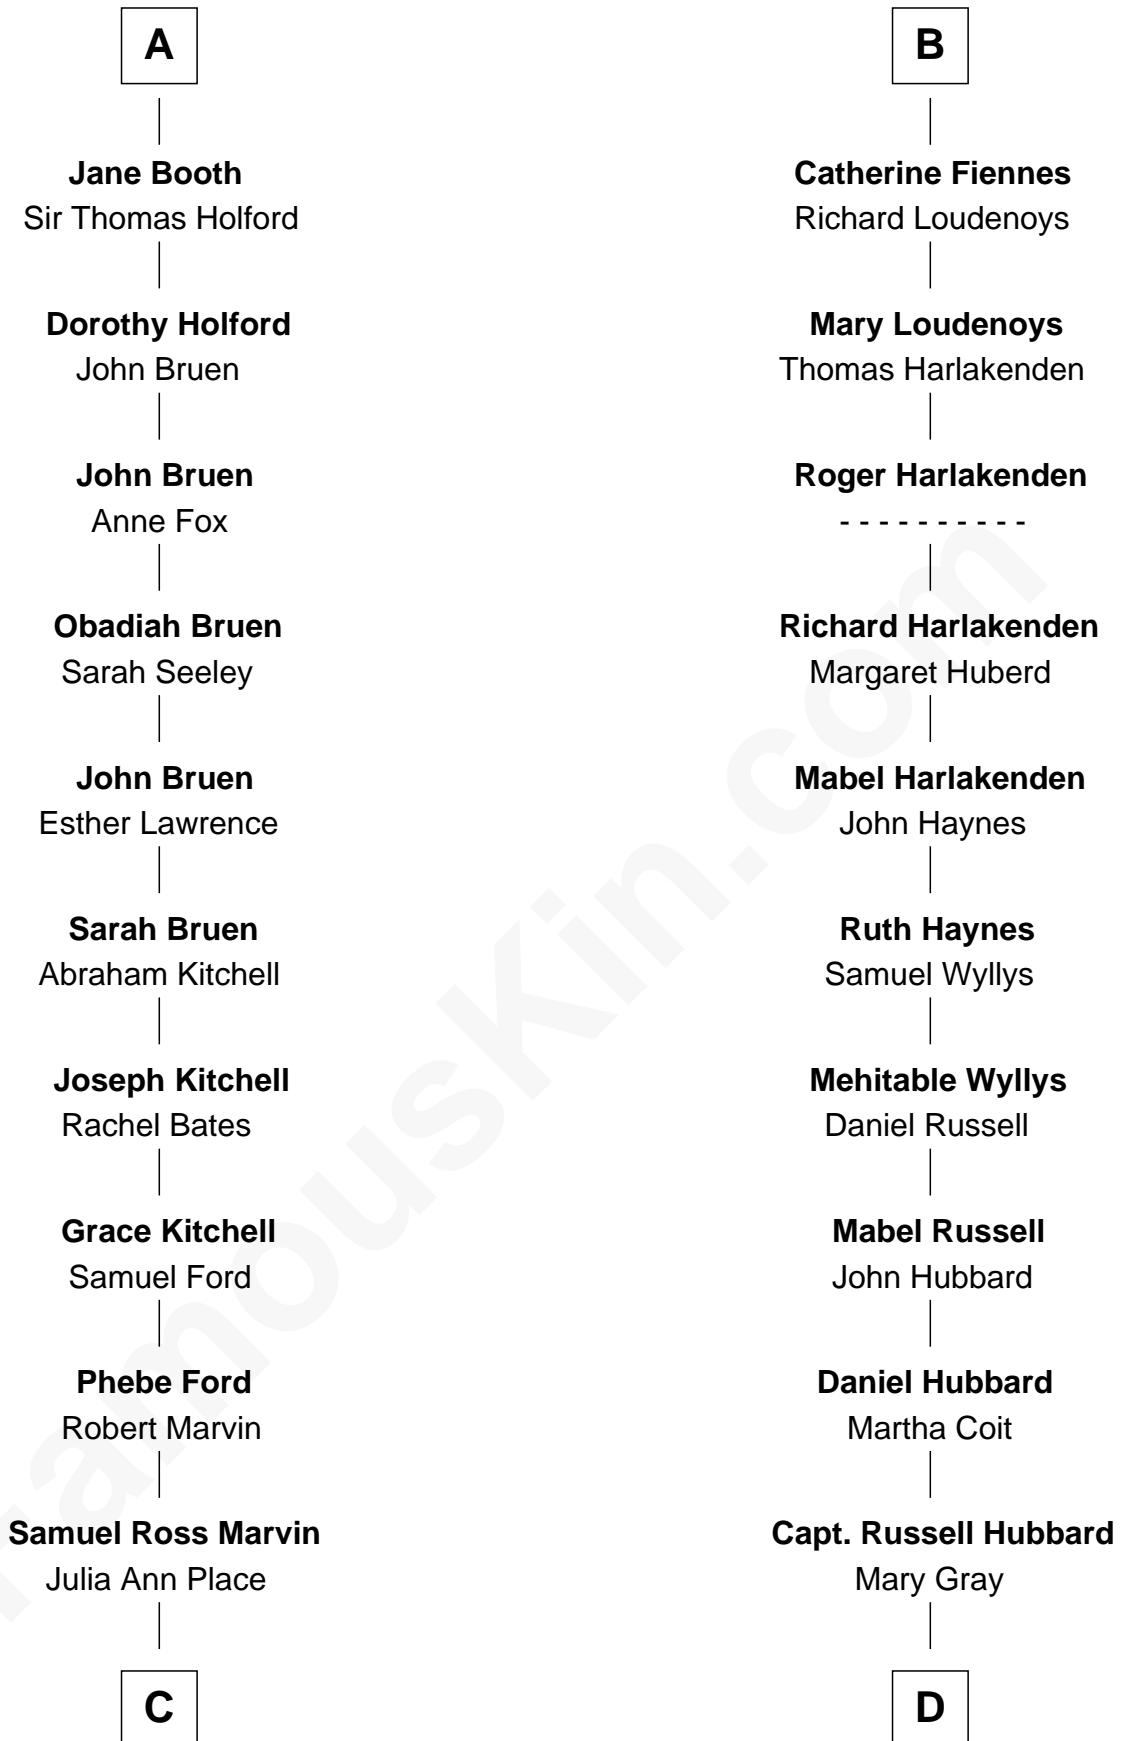 A
Jane Booth
Sir Thomas Holford
Dorothy Holford
John Bruen
John Bruen
Anne Fox
Obadiah Bruen
Sarah Seeley
John Bruen
Esther Lawrence
Sarah Bruen
Abraham Kitchell
Joseph Kitchell
Rachel Bates
Grace Kitchell
Samuel Ford
Phebe Ford
Robert Marvin
Samuel Ross Marvin
Julia Ann Place
C
B
Catherine Fiennes
Richard Loudenoys
Mary Loudenoys
Thomas Harlakenden
Roger Harlakenden
- - - - - - - - - -
Richard Harlakenden
Margaret Huberd
Mabel Harlakenden
John Haynes
Ruth Haynes
Samuel Wyllys
Mehitable Wyllys
Daniel Russell
Mabel Russell
John Hubbard
Daniel Hubbard
Martha Coit
Capt. Russell Hubbard
Mary Gray
D
FamousKin.com